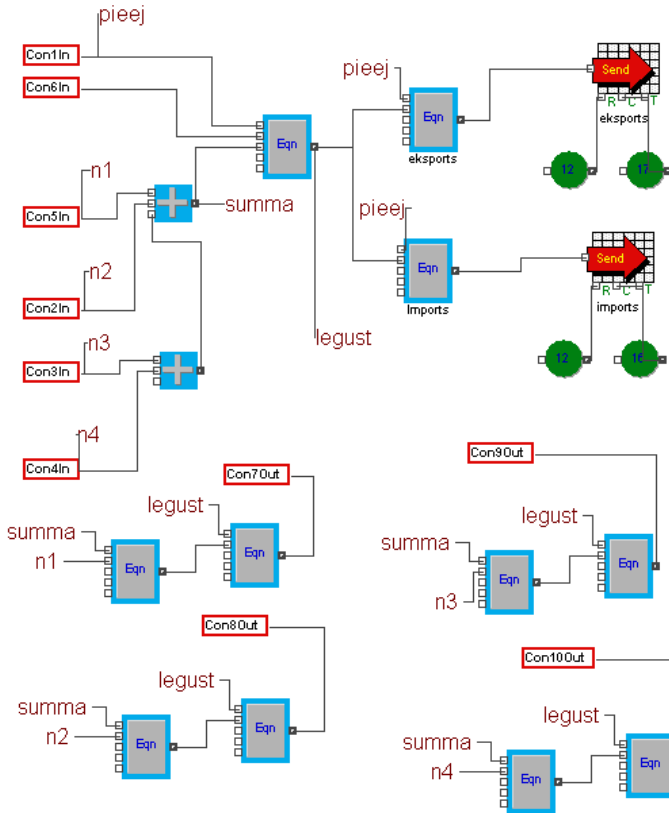 pieej
Con1In
Con6In
Eqn
pieej
Eqn
eksports
Send
R C T
eksports
12
17
n1
Con5In
summa
n2
Con2In
pieej
Eqn
Imports
Send
R C T
imports
12
16
legust
n3
Con3In
n4
Con4In
Con7Out
legust
summa
n1
Eqn
Eqn
Con9Out
legust
summa
n3
Eqn
Eqn
Con8Out
legust
summa
n2
Eqn
Eqn
Con10Out
legust
summa
n4
Eqn
Eqn